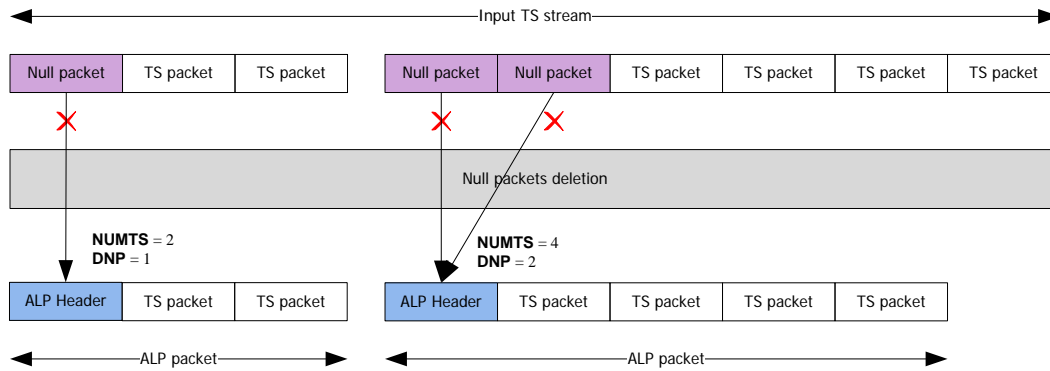 Input TS stream
Null packet TS packet TS packet Null packet Null packet TS packet TS packet TS packet TS packet
Null packets deletion
NUMTS = 2
DNP = 1
NUMTS = 4
DNP = 2
ALP Header TS packet TS packet ALP Header TS packet TS packet TS packet TS packet
ALP packet ALP packet